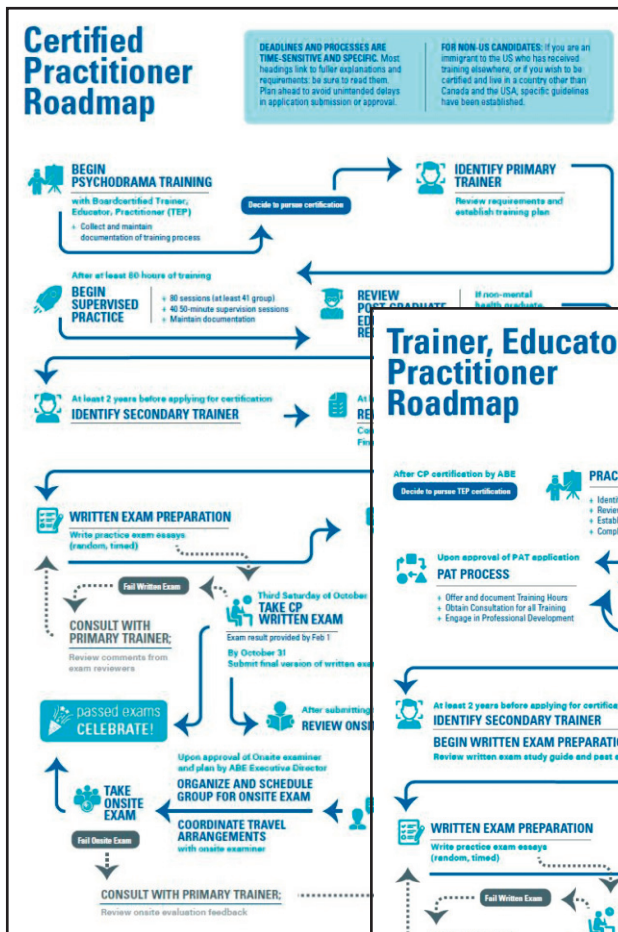 Certified
Practitioner
Roadmap
DEADLINES AND PROCESSES ARE
TIME-SENSITIVE AND SPECIFIC. Most
headings link to fuller explanations and
requirements: be sure to read them.
Plan ahead to avoid unintended delays
in application submission or approval.
FOR NON-US CANDIDATES: If you are an
immigrant to the US who has received
training elsewhere, or if you wish to be
certified and live in a country other than
Canada and the USA, specific guidelines
have been established.
BEGIN
PSYCHODRAMA TRAINING
with Boardcertified Trainer,
Educator, Practitioner (TEP)
+ Collect and maintain
documentation of training process
Decide to pursue certification
IDENTIFY PRIMARY
TRAINER
Review requirements and
establish training plan
After at least 80 hours of training
BEGIN
SUPERVISED
PRACTICE
+ 80 sessions (at least 41 group)
+ 40 50-minute supervision sessions
+ Maintain documentation
REVIEW
POST-GRADUATE
If non-mental
health graduate
At least 2 years before applying for certification
IDENTIFY SECONDARY TRAINER
WRITTEN EXAM PREPARATION
Write practice exam essays
(random, timed)
Fail Written Exam
CONSULT WITH
PRIMARY TRAINER;
Review comments from
exam reviewers
Third Saturday of October
TAKE CP
WRITTEN EXAM
Exam result provided by Feb 1
By October 31
Submit final version of written
passed exams
CELEBRATE!
After submitting
REVIEW
Upon approval of Onsite examiner
and plan by ABE Executive Director
ORGANIZE AND SCHEDULE
GROUP FOR ONSITE EXAM
COORDINATE TRAVEL
ARRANGEMENTS
with onsite examiner
TAKE
ONSITE
EXAM
Fail Onsite Exam
CONSULT WITH PRIMARY TRAINER;
Review onsite evaluation feedback
Trainer, Educato
Practitioner
Roadmap
After CP certification by ABE
Decide to pursue TEP certification
PRAC
+ Identi
+ Review
+ Establ
+ Compl
Upon approval of PAT application
PAT PROCESS
+ Offer and document Training Hours
+ Obtain Consultation for all Training
+ Engage in Professional Development
At least 2 years before applying for certifica
IDENTIFY SECONDARY TRAINER
BEGIN WRITTEN EXAM PREPARATI
Review written exam study guide and past e
WRITTEN EXAM PREPARATION
Write practice exam essays
(random, timed)
Fail Written Exam